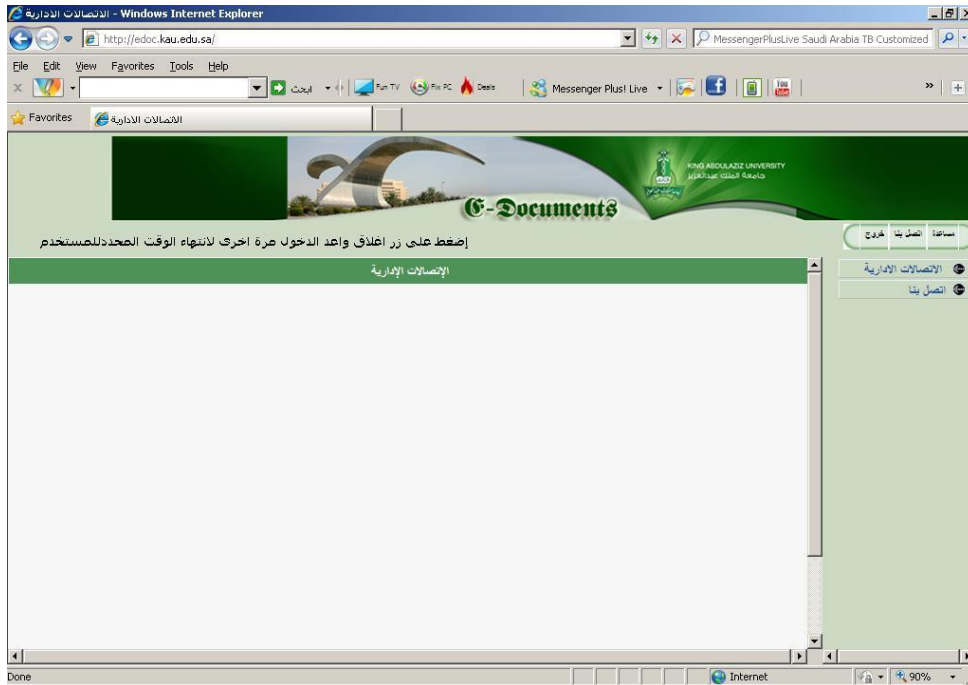 الاتصالات الادارية - Windows Internet Explorer
http://edoc.kau.edu.sa/
MessengerPlusLive Saudi Arabia TB Customized
File Edit View Favorites Tools Help
ابحث Fun TV Fix PC Deals Messenger Plus! Live You Tube »
Favorites الاتصالات الادارية
KING ABDULAZIZ UNIVERSITY
جامعة الملك عبدالعزيز
E-Documents
مساعدة اتصل بنا خروج
إضغط على زر اغلاق واعد الدخول مرة اخرى لانتهاء الوقت المحددللمستخدم
الإتصالات الإدارية
الاتصالات الادارية
اتصل بنا
Done Internet 90%